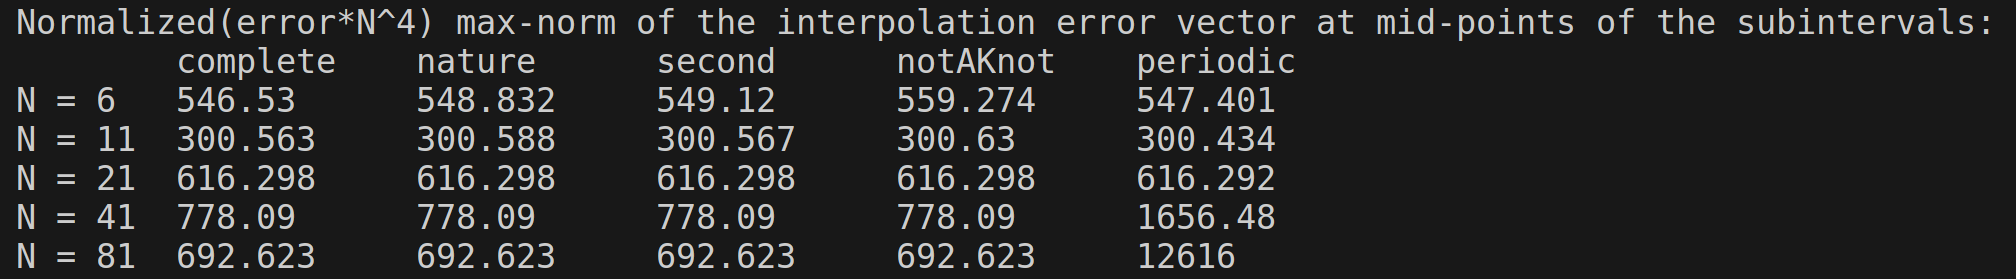 Normalized(error*N^4) max-norm of the interpolation error vector at mid-points of the subintervals:
        complete    nature      second      notAKnot    periodic
N = 6   546.53      548.832     549.12      559.274     547.401
N = 11  300.563     300.588     300.567     300.63      300.434
N = 21  616.298     616.298     616.298     616.298     616.292
N = 41  778.09      778.09      778.09      778.09      1656.48
N = 81  692.623     692.623     692.623     692.623     12616